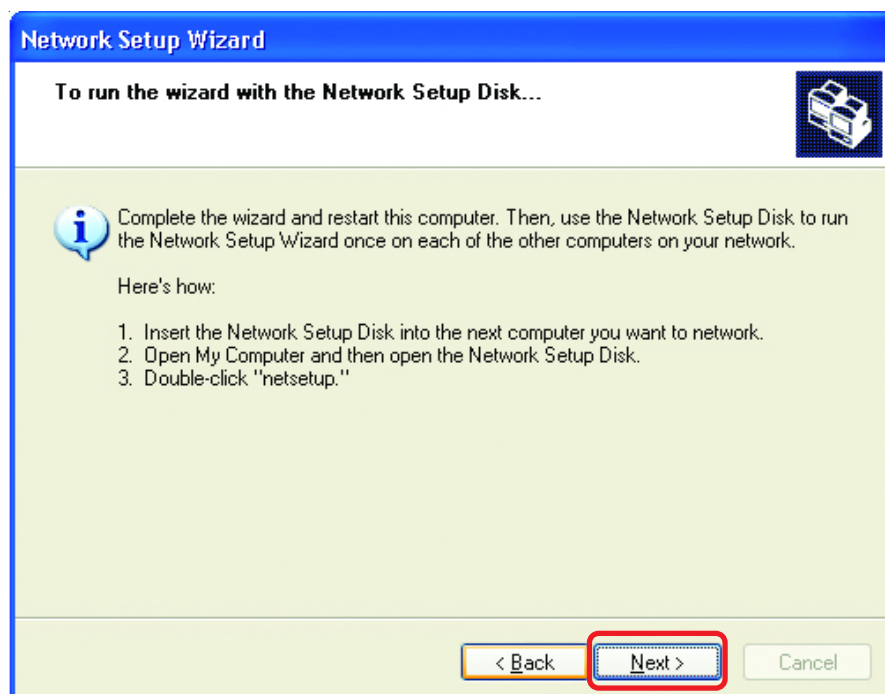 Network Setup Wizard
To run the wizard with the Network Setup Disk...
Complete the wizard and restart this computer. Then, use the Network Setup Disk to run
the Network Setup Wizard once on each of the other computers on your network.
Here's how:
1. Insert the Network Setup Disk into the next computer you want to network.
2. Open My Computer and then open the Network Setup Disk.
3. Double-click "netsetup."
< Back
Next >
Cancel